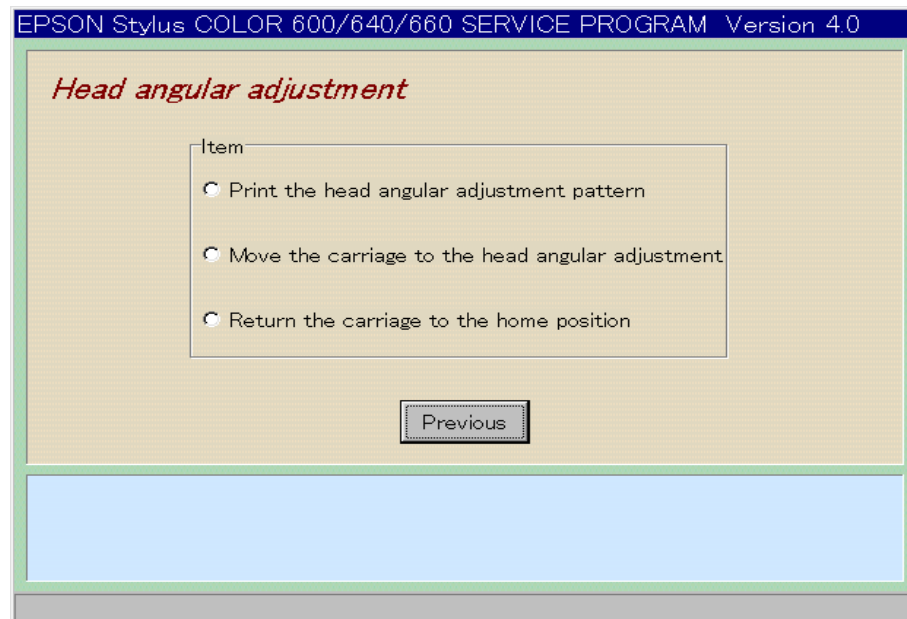 EPSON Stylus COLOR 600/640/660 SERVICE PROGRAM Version 4.0
Head angular adjustment
Item
Print the head angular adjustment pattern
Move the carriage to the head angular adjustment
Return the carriage to the home position
Previous